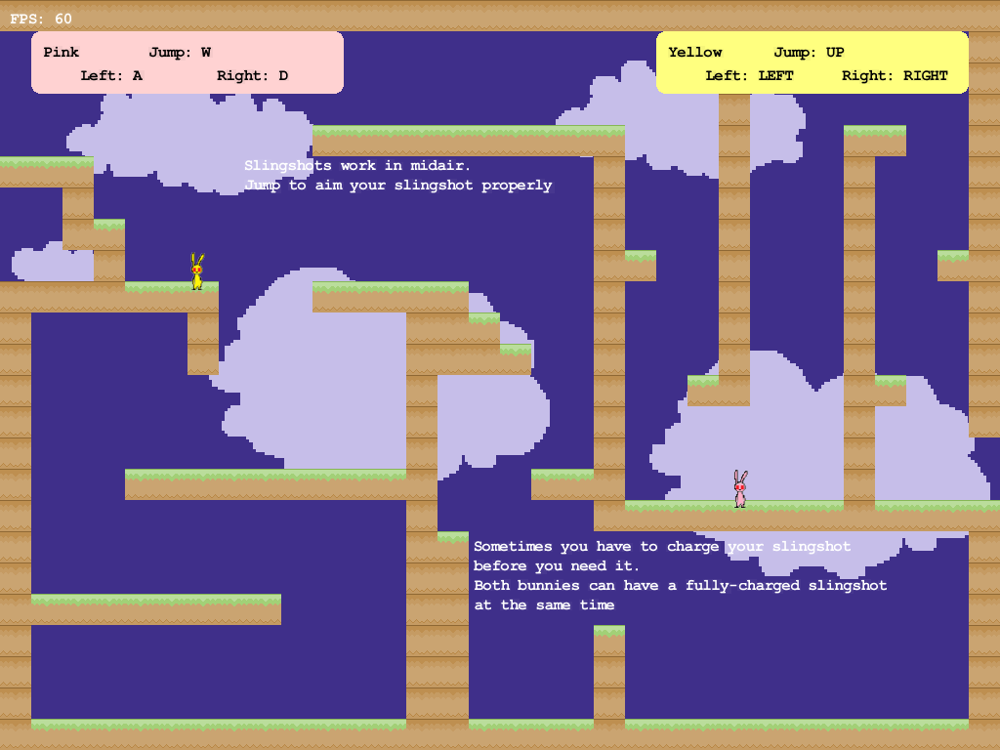 FPS: 60
Pink Jump: W
Left: A Right: D
Yellow Jump: UP
Left: LEFT Right: RIGHT
Slingshots work in midair.
Jump to aim your slingshot properly
Sometimes you have to charge your slingshot
before you need it.
Both bunnies can have a fully-charged slingshot
at the same time